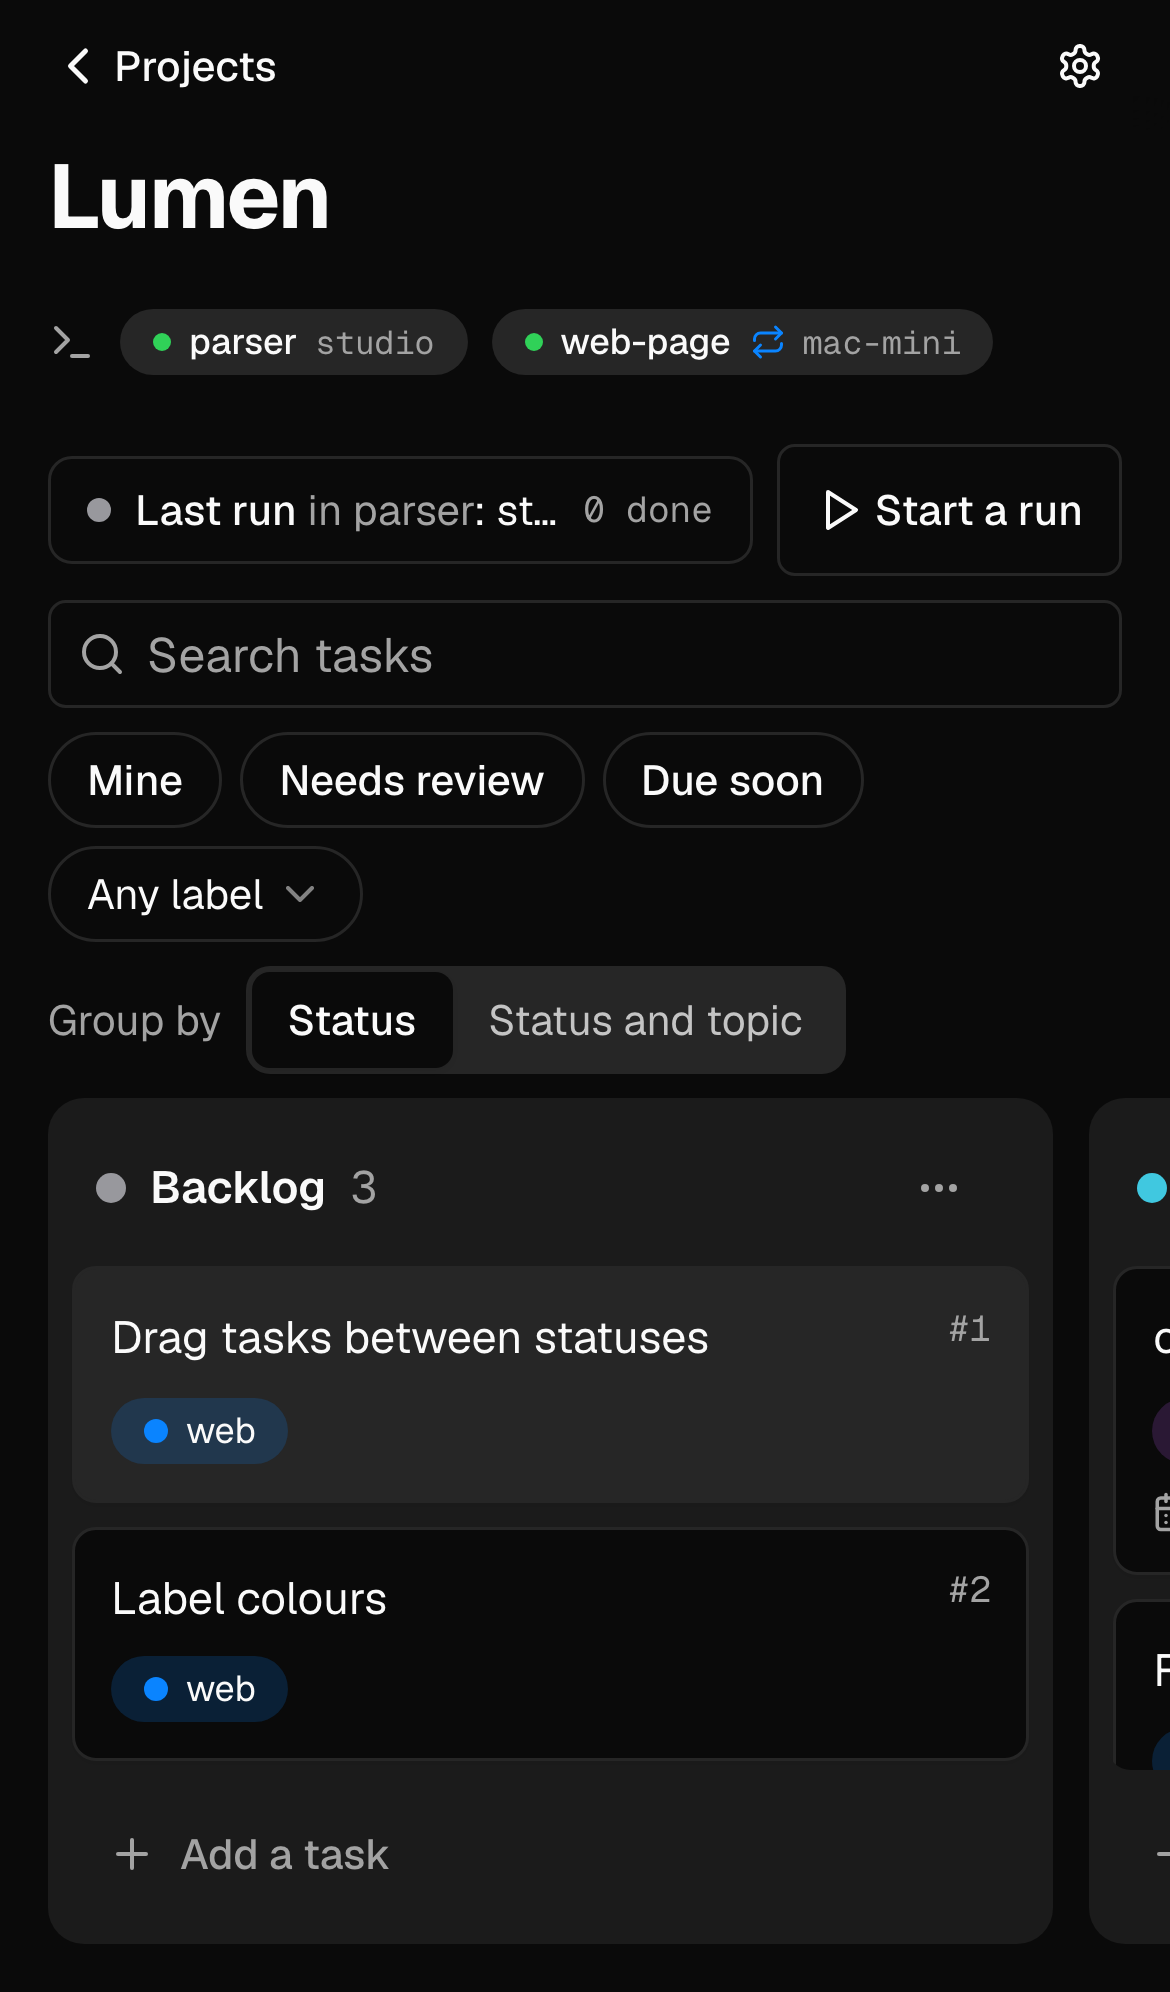 Projects
Lumen
parser studio web-page mac-mini
Last run in parser: st... 0 done Start a run
Search tasks
Mine Needs review Due soon
Any label
Group by Status Status and topic
Backlog 3
Drag tasks between statuses #1
web
Label colours #2
web
Add a task